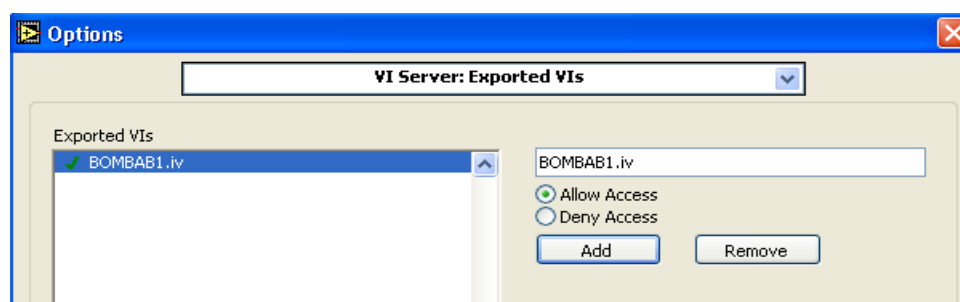 Options
VI Server: Exported VIs
Exported VIs
BOMBAB1.iv
BOMBAB1.iv
Allow Access
Deny Access
Add Remove